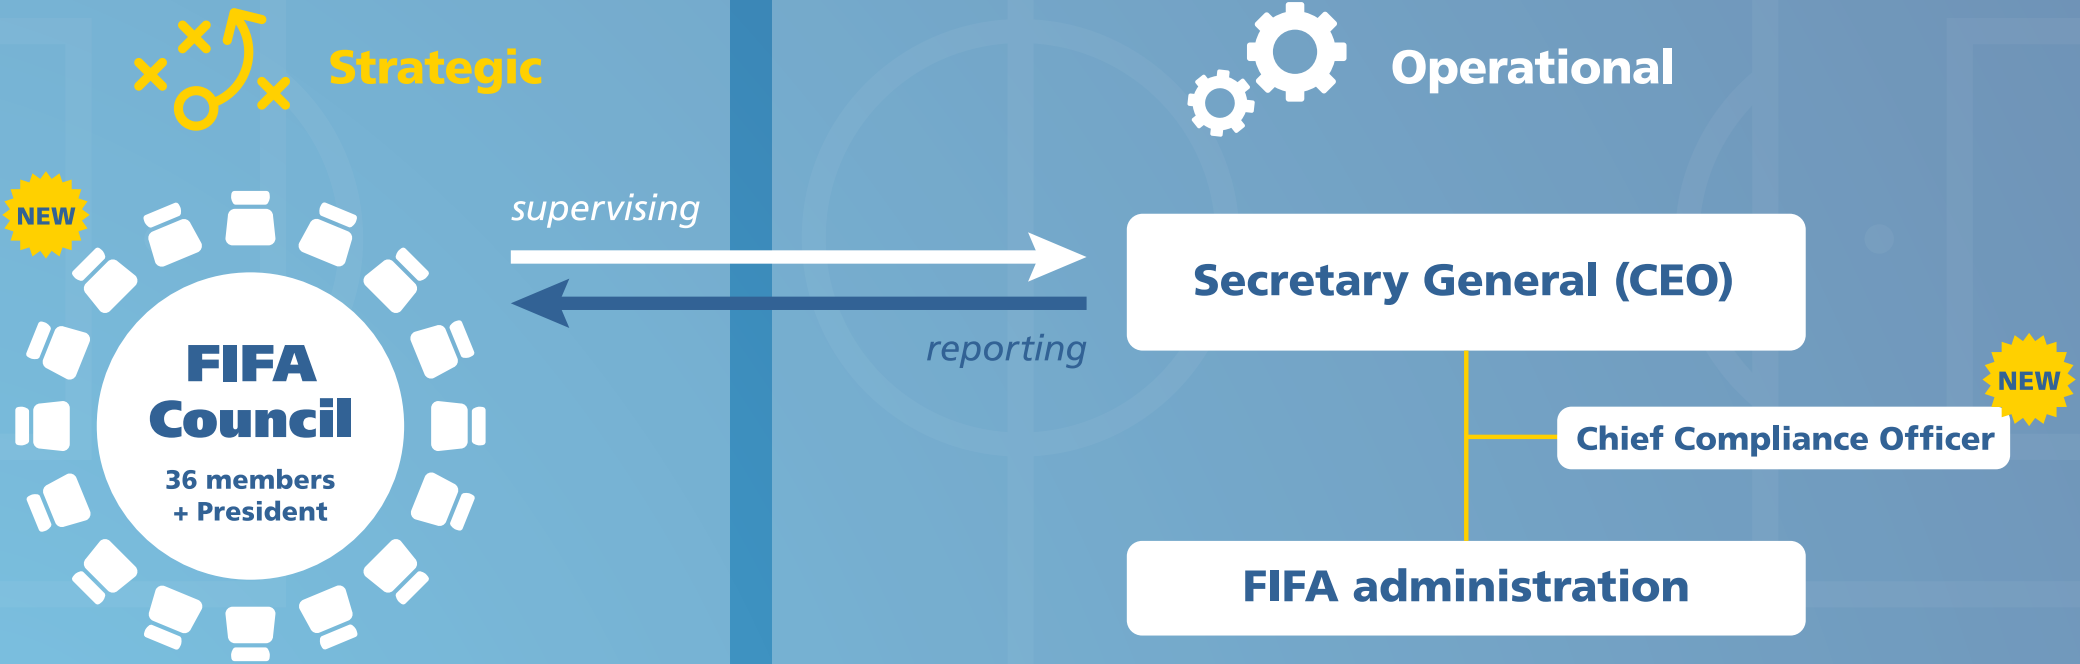 Strategic
Operational
NEW
supervising
reporting
FIFA
Council
36 members
+ President
Secretary General (CEO)
NEW
Chief Compliance Officer
FIFA administration